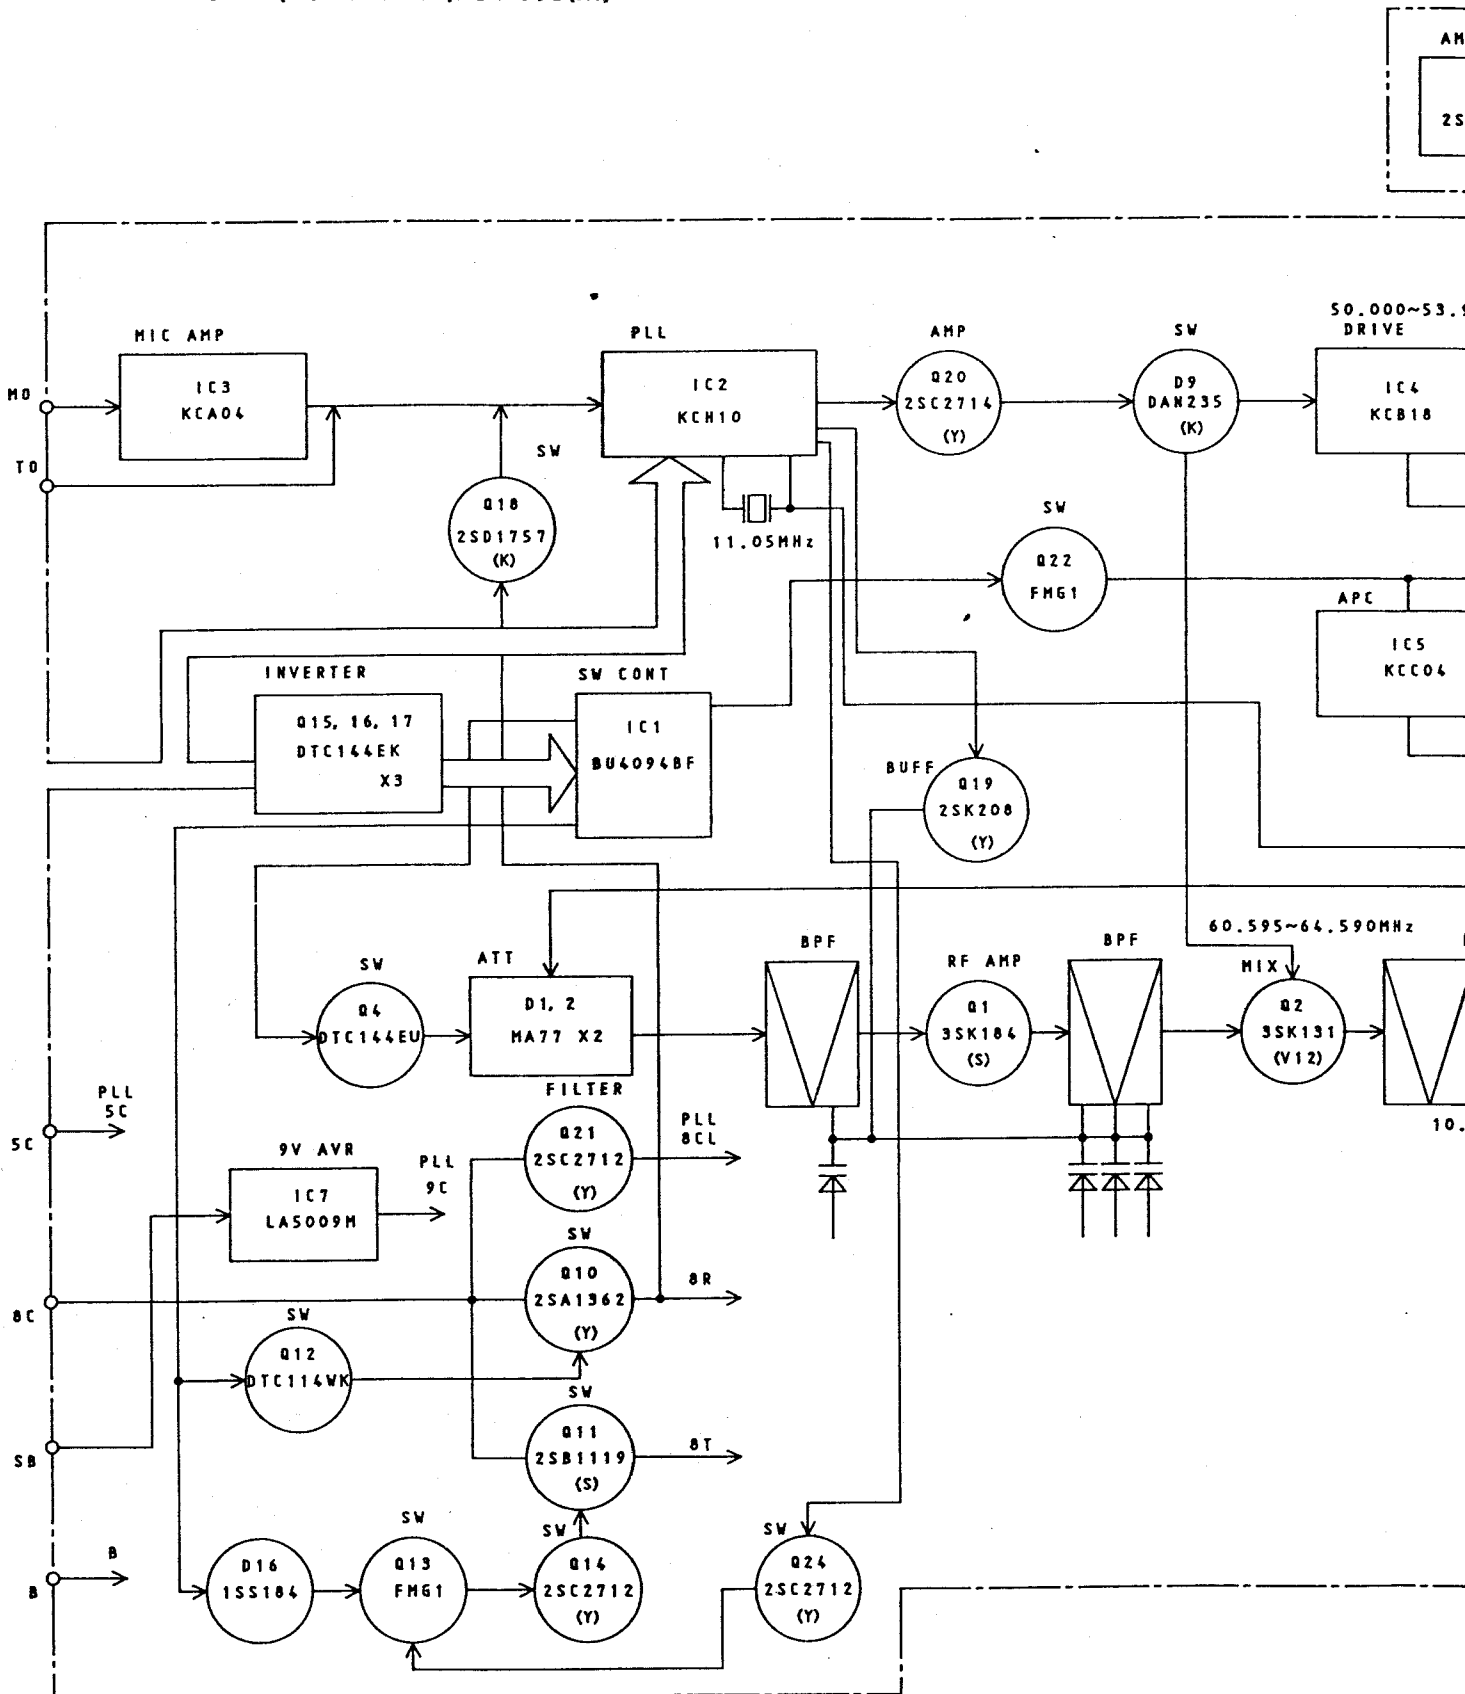 AM
2S
50.000~53.9
MIC AMP
PLL
AMP
SW
DRIVE
MO
IC3
KCA04
IC2
KCH10
Q20
2SC2714
(Y)
D9
DAN235
(K)
IC4
KCB18
TO
SW
Q18
2SD1757
(K)
11.05MHz
SW
Q22
FMG1
APC
IC5
KCC04
INVERTER
SW CONT
Q15, 16, 17
DTC144EK
X3
IC1
BU4094BF
BUFF
Q19
2SK208
(Y)
60.595~64.590MHz
SW
ATT
BPF
RF AMP
BPF
MIX
Q4
DTC144EU
D1, 2
MA77 X2
Q1
3SK184
(S)
Q2
3SK131
(V12)
10.
FILTER
PLL
5C
5C
Q21
2SC2712
(Y)
PLL
8CL
9V AVR
PLL
9C
IC7
LA5009M
SW
Q10
2SA1362
(Y)
8R
8C
SW
Q12
DTC114WK
SW
Q11
2SB1119
(S)
8T
SB
SW
SW
SW
B
B
D16
1SS184
Q13
FMG1
Q14
2SC2712
(Y)
Q24
2SC2712
(Y)